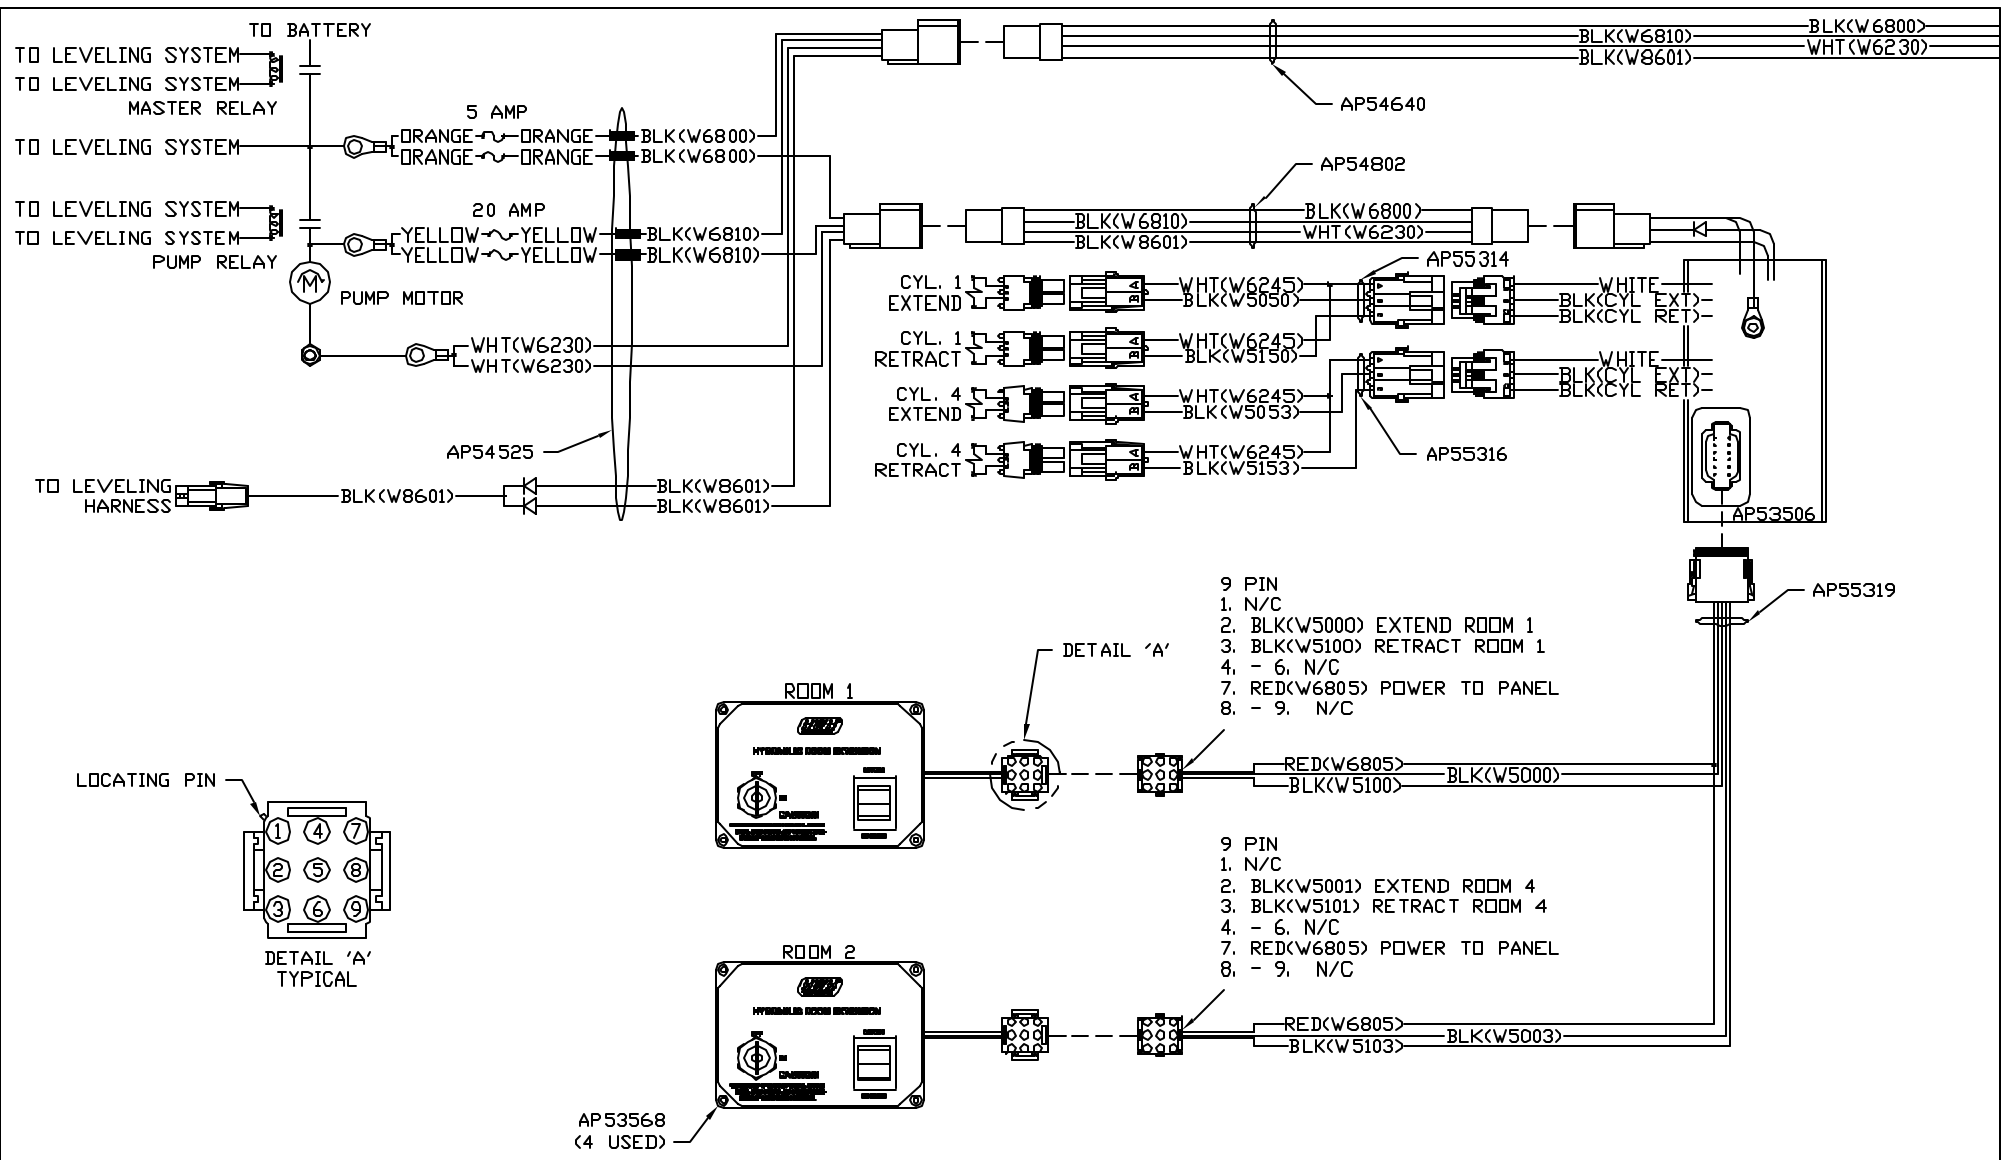 TO BATTERY
TO LEVELING SYSTEM
TO LEVELING SYSTEM
MASTER RELAY
TO LEVELING SYSTEM
5 AMP
ORANGE ORANGE BLK(W6800)
ORANGE ORANGE BLK(W6800)
TO LEVELING SYSTEM
TO LEVELING SYSTEM
PUMP RELAY
20 AMP
YELLOW YELLOW BLK(W6810)
YELLOW YELLOW BLK(W6810)
M
PUMP MOTOR
WHT(W6230)
WHT(W6230)
AP54525
TO LEVELING
HARNESS
BLK(W8601)
BLK(W8601)
BLK(W8601)
BLK(W6800)
BLK(W6810)
WHT(W6230)
BLK(W8601)
AP54640
AP54802
BLK(W6800)
BLK(W6810)
WHT(W6230)
BLK(W8601)
CYL. 1
EXTEND
A
B
WHT(W6245)
BLK(W5050)
CYL. 1
RETRACT
A
B
WHT(W6245)
BLK(W5150)
CYL. 4
EXTEND
A
B
WHT(W6245)
BLK(W5053)
CYL. 4
RETRACT
A
B
WHT(W6245)
BLK(W5153)
AP55314
WHITE
BLK(CYL EXT)
BLK(CYL RET)
WHITE
BLK(CYL EXT)
BLK(CYL RET)
AP55316
AP53506
AP55319
9 PIN
1. N/C
2. BLK(W5000) EXTEND ROOM 1
3. BLK(W5100) RETRACT ROOM 1
4. - 6. N/C
7. RED(W6805) POWER TO PANEL
8. - 9. N/C
DETAIL 'A'
ROOM 1
HYDRAULIC ROOM EXTENSION
RED(W6805)
BLK(W5000)
BLK(W5100)
LOCATING PIN
1 4 7
2 5 8
3 6 9
DETAIL 'A'
TYPICAL
9 PIN
1. N/C
2. BLK(W5001) EXTEND ROOM 4
3. BLK(W5101) RETRACT ROOM 4
4. - 6. N/C
7. RED(W6805) POWER TO PANEL
8. - 9. N/C
ROOM 2
HYDRAULIC ROOM EXTENSION
RED(W6805)
BLK(W5003)
BLK(W5103)
AP53568
(4 USED)